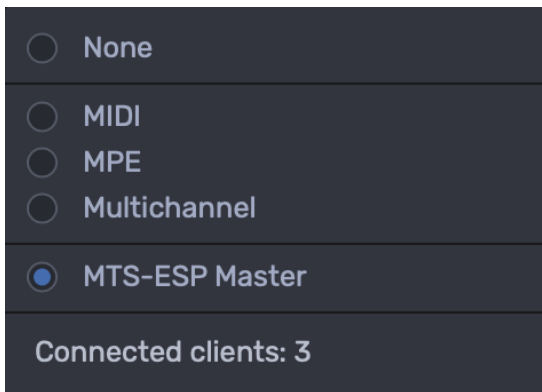 None
MIDI
MPE
Multichannel
MTS-ESP Master
Connected clients: 3